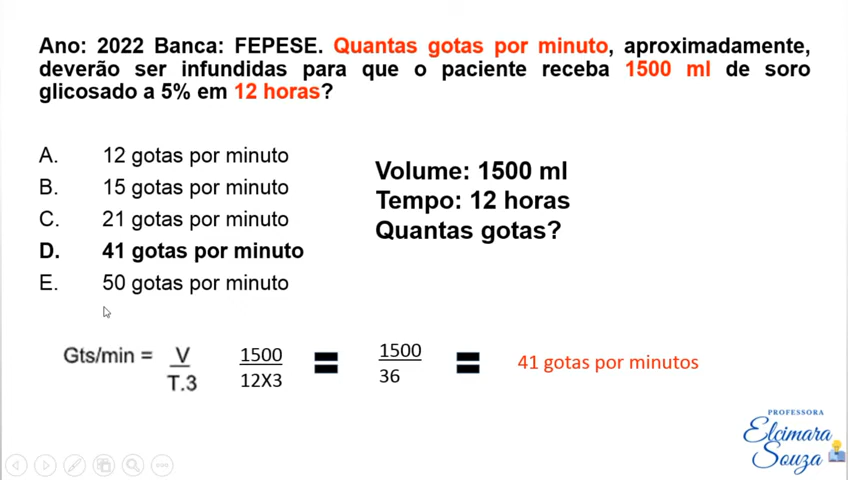 Ano: 2022 Banca: FEPESE. Quantas gotas por minuto, aproximadamente,
deverão ser infundidas para que o paciente receba 1500 ml de soro
glicosado a 5% em 12 horas?
A. 12 gotas por minuto
B. 15 gotas por minuto
C. 21 gotas por minuto
D. 41 gotas por minuto
E. 50 gotas por minuto
Volume: 1500 ml
Tempo: 12 horas
Quantas gotas?
Gts/min = V
T.3
1500
12X3
=
1500
36
=
41 gotas por minutos
PROFESSORA
Elcimara
Souza